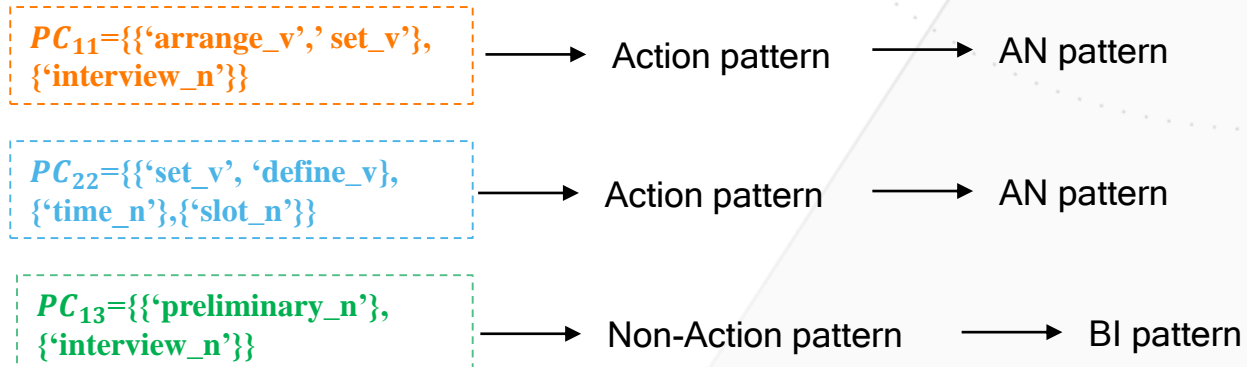 PC₁₁={{‘arrange_v’,’ set_v’},
{‘interview_n’}}
Action pattern
AN pattern
PC₂₂={{‘set_v’, ‘define_v},
{‘time_n’},{‘slot_n’}}
Action pattern
AN pattern
PC₁₃={{‘preliminary_n’},
{‘interview_n’}}
Non-Action pattern
BI pattern